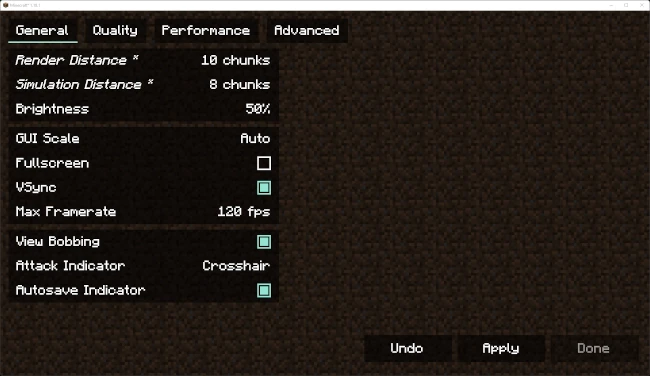 General Quality Performance Advanced
Render Distance * 10 chunks
Simulation Distance * 8 chunks
Brightness 50%
GUI Scale Auto
Fullscreen
VSync
Max Framerate 120 fps
View Bobbing
Attack Indicator Crosshair
Autosave Indicator
Undo Apply Done